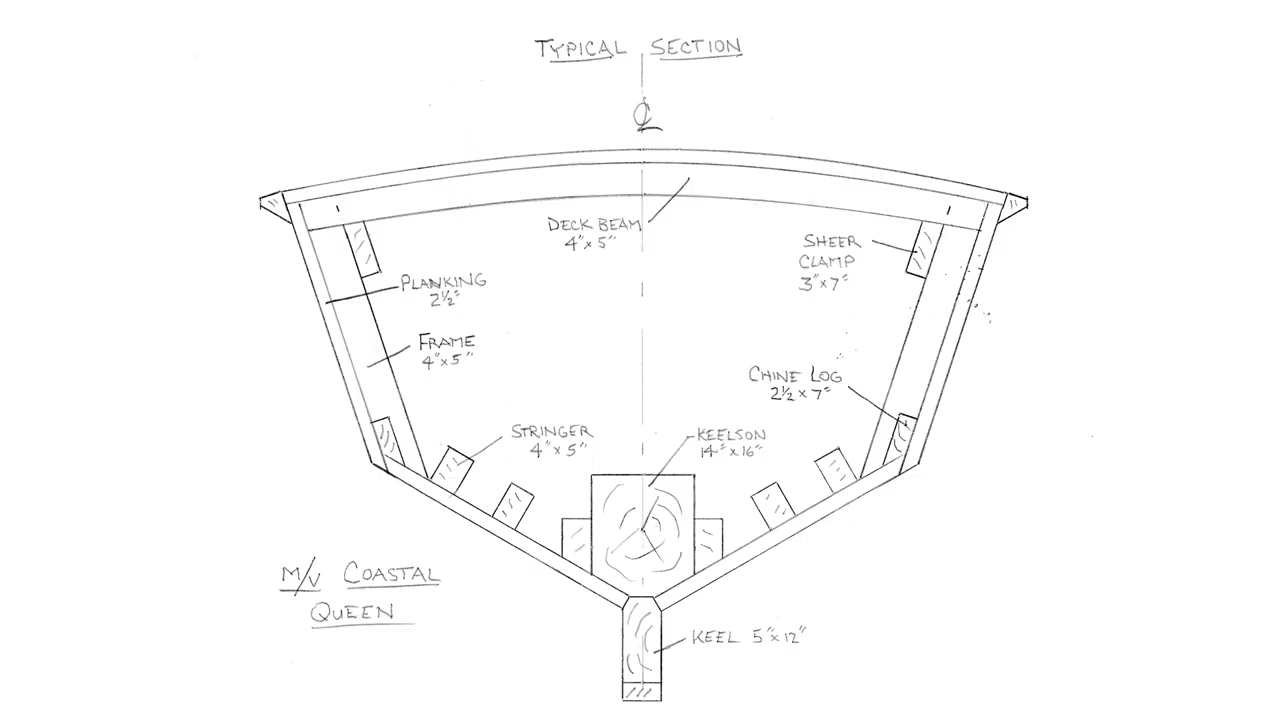 TYPICAL SECTION
℄
DECK BEAM
4"x 5"
SHEER
CLAMP
3"x 7"
PLANKING
2½"
FRAME
4"x 5"
CHINE LOG
2½ x 7"
STRINGER
4"x 5"
KEELSON
14"x 16"
M/V COASTAL
QUEEN
KEEL 5"x 12"